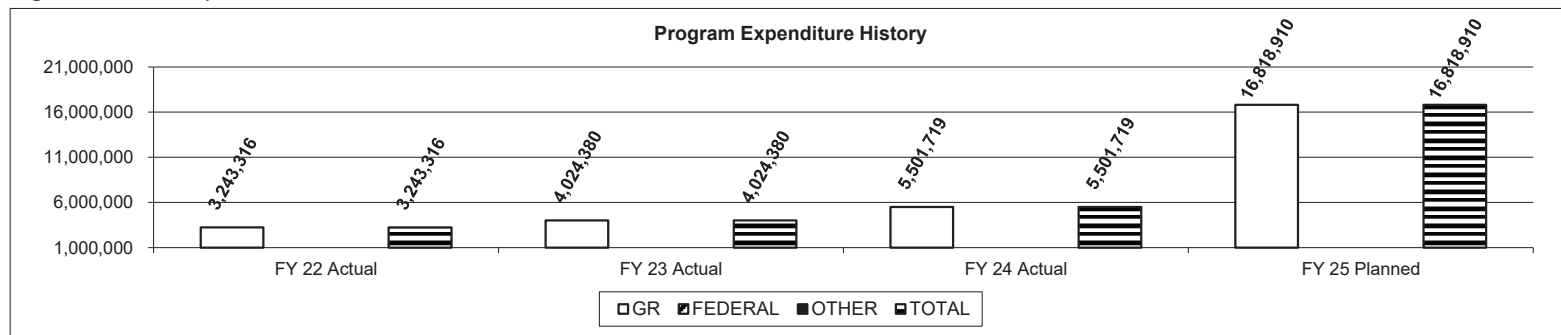 Program Expenditure History
21,000,000
16,000,000
11,000,000
6,000,000
1,000,000
3,243,316
3,243,316
4,024,380
4,024,380
5,501,719
5,501,719
16,818,910
16,818,910
FY 22 Actual
FY 23 Actual
FY 24 Actual
FY 25 Planned
GR FEDERAL OTHER TOTAL